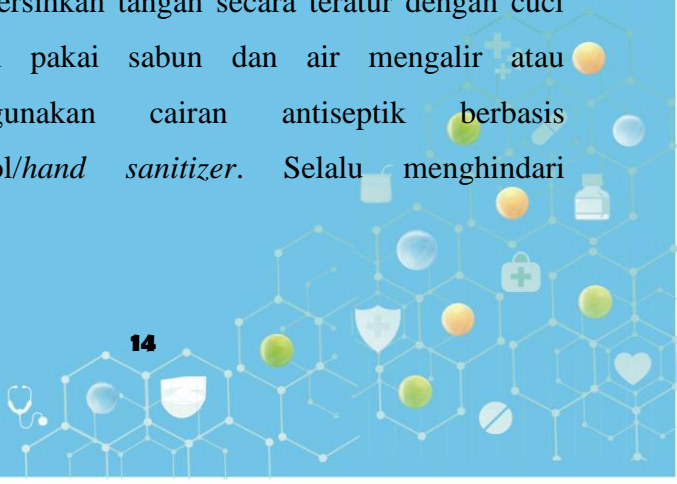 ersihkan tangan secara teratur dengan cuci
pakai sabun dan air mengalir atau
gunakan cairan antiseptik berbasis
ol/hand sanitizer. Selalu menghindari
14